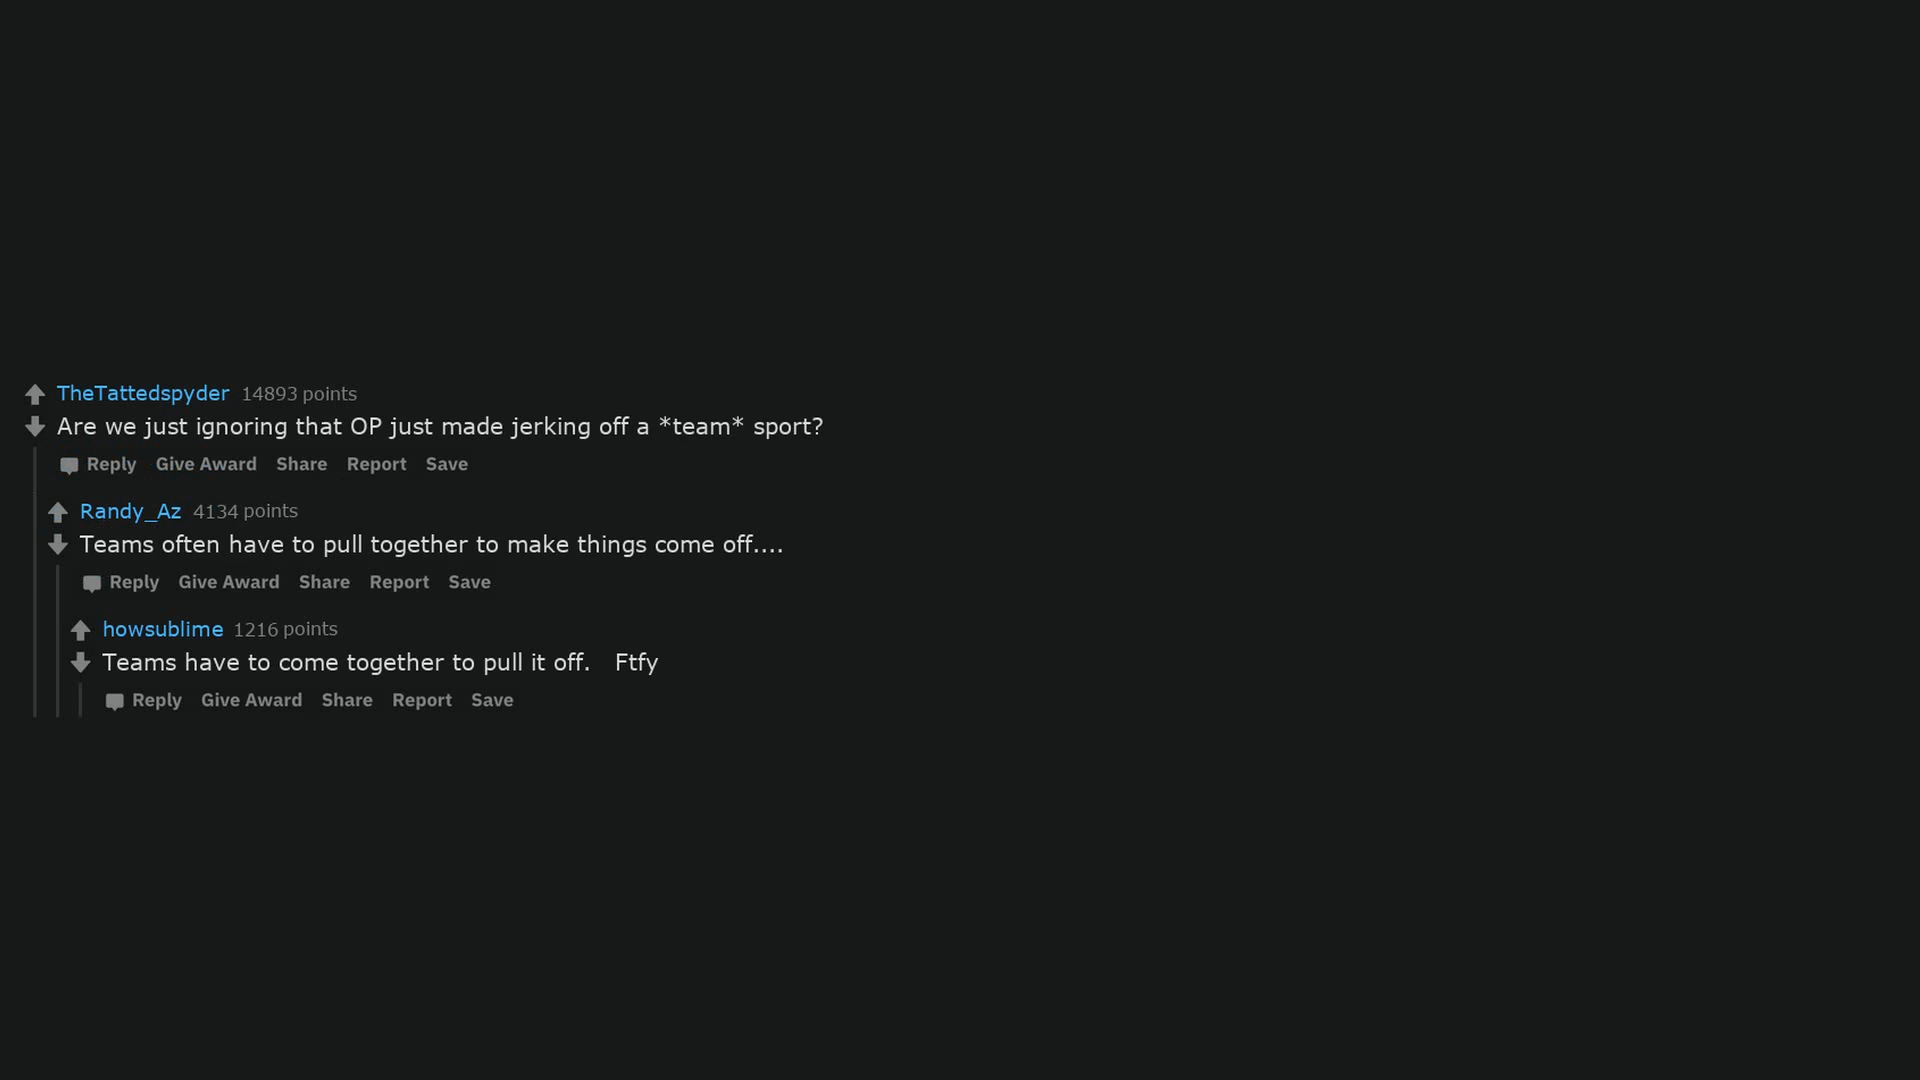 TheTattedspyder 14893 points
Are we just ignoring that OP just made jerking off a *team* sport?
Reply Give Award Share Report Save
Randy_Az 4134 points
Teams often have to pull together to make things come off....
Reply Give Award Share Report Save
howsublime 1216 points
Teams have to come together to pull it off. Ftfy
Reply Give Award Share Report Save